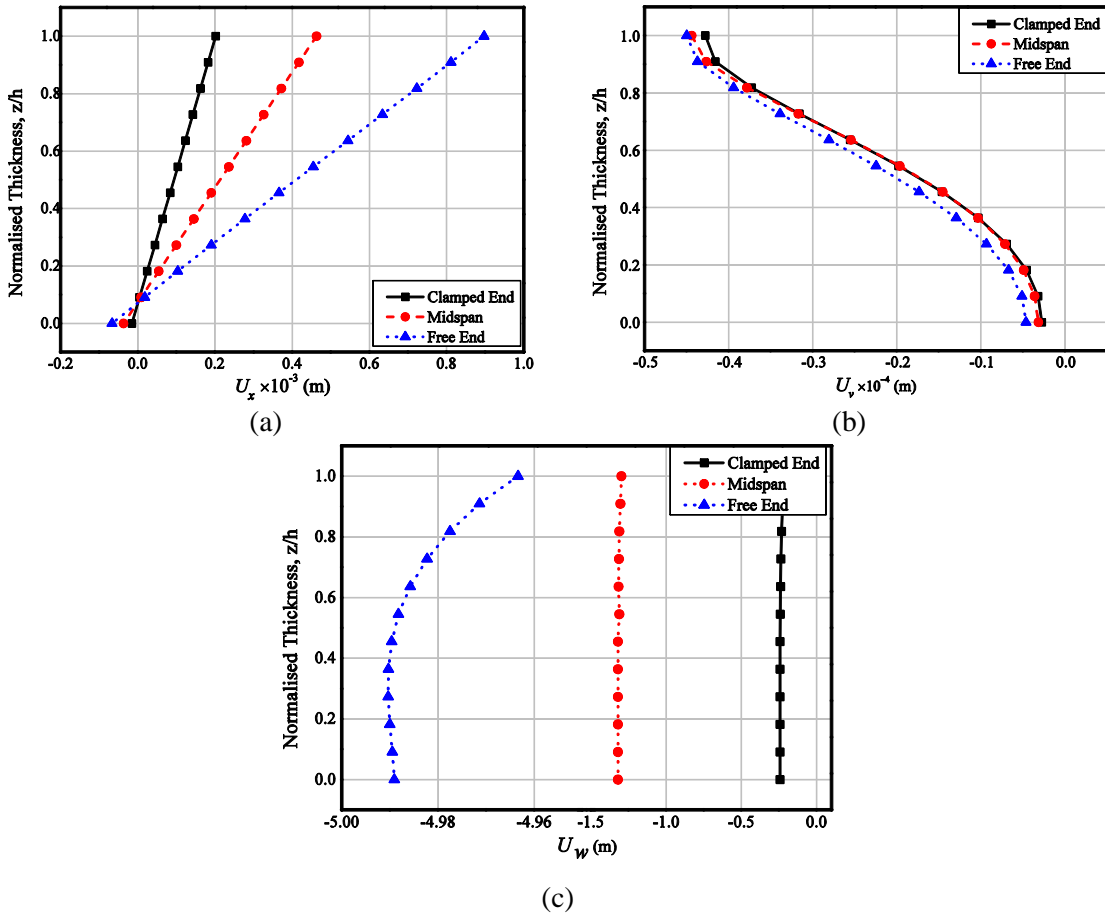 1.0
0.8
0.6
0.4
0.2
0.0
Normalised Thickness, z/h
Clamped End
Midspan
Free End
-0.2 0.0 0.2 0.4 0.6 0.8 1.0
U_x ×10^-3 (m)
(a)
1.0
0.8
0.6
0.4
0.2
0.0
Normalised Thickness, z/h
Clamped End
Midspan
Free End
-0.5 -0.4 -0.3 -0.2 -0.1 0.0
U_v ×10^-4 (m)
(b)
1.0
0.8
0.6
0.4
0.2
0.0
Normalised Thickness, z/h
Clamped End
Midspan
Free End
-5.00 -4.98 -4.96 -1.5 -1.0 -0.5 0.0
U_w (m)
(c)